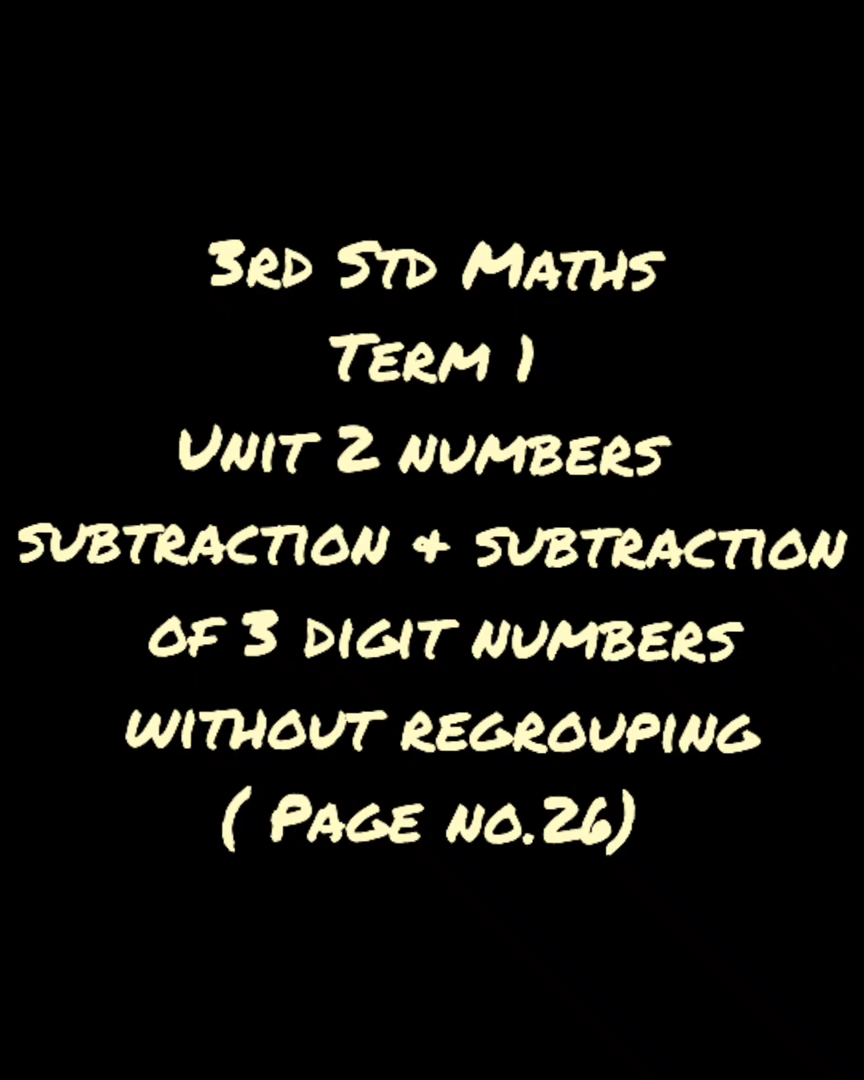 3rd Std Maths
Term 1
Unit 2 numbers
subtraction & subtraction
of 3 digit numbers
without regrouping
( Page no.26)